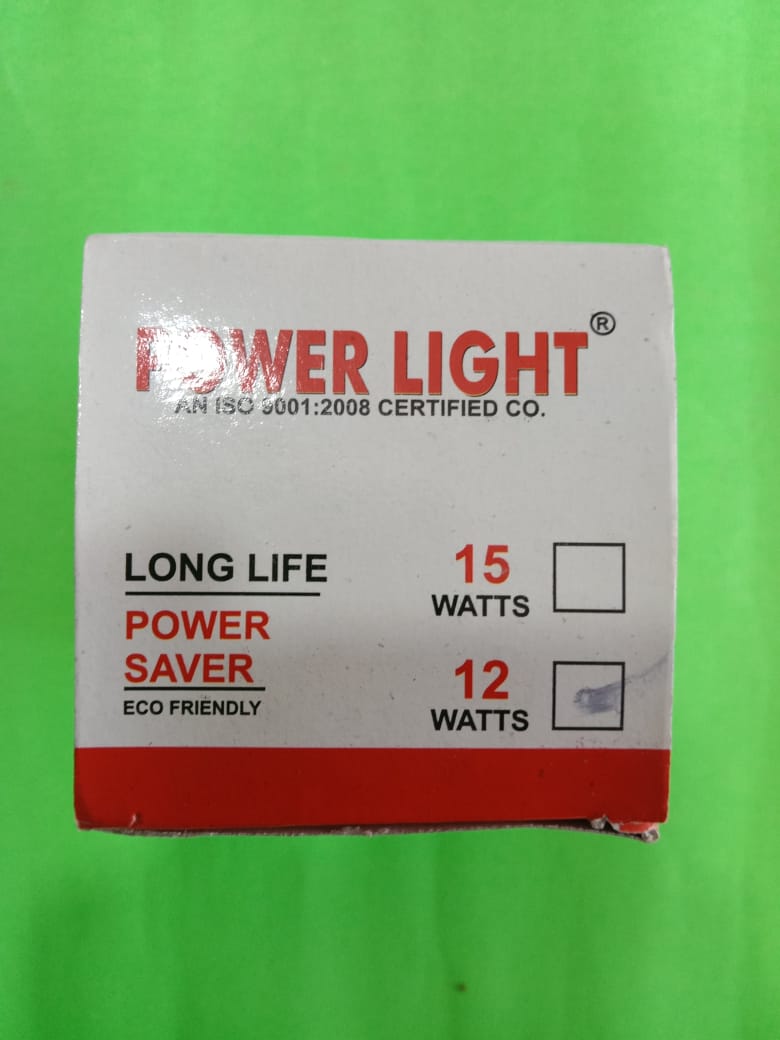 POWER LIGHT®
AN ISO 9001:2008 CERTIFIED CO.
LONG LIFE
POWER
SAVER
ECO FRIENDLY
15
WATTS
12
WATTS